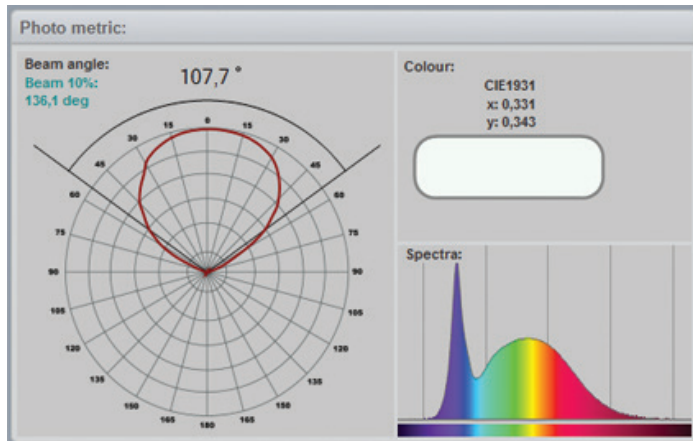 Photo metric:
Beam angle:
Beam 10%:
136,1 deg
107,7 °
0
15
15
30
30
45
45
60
60
75
75
90
90
105
105
120
120
135
135
150
150
165
165
180
Colour:
CIE1931
x: 0,331
y: 0,343
Spectra: